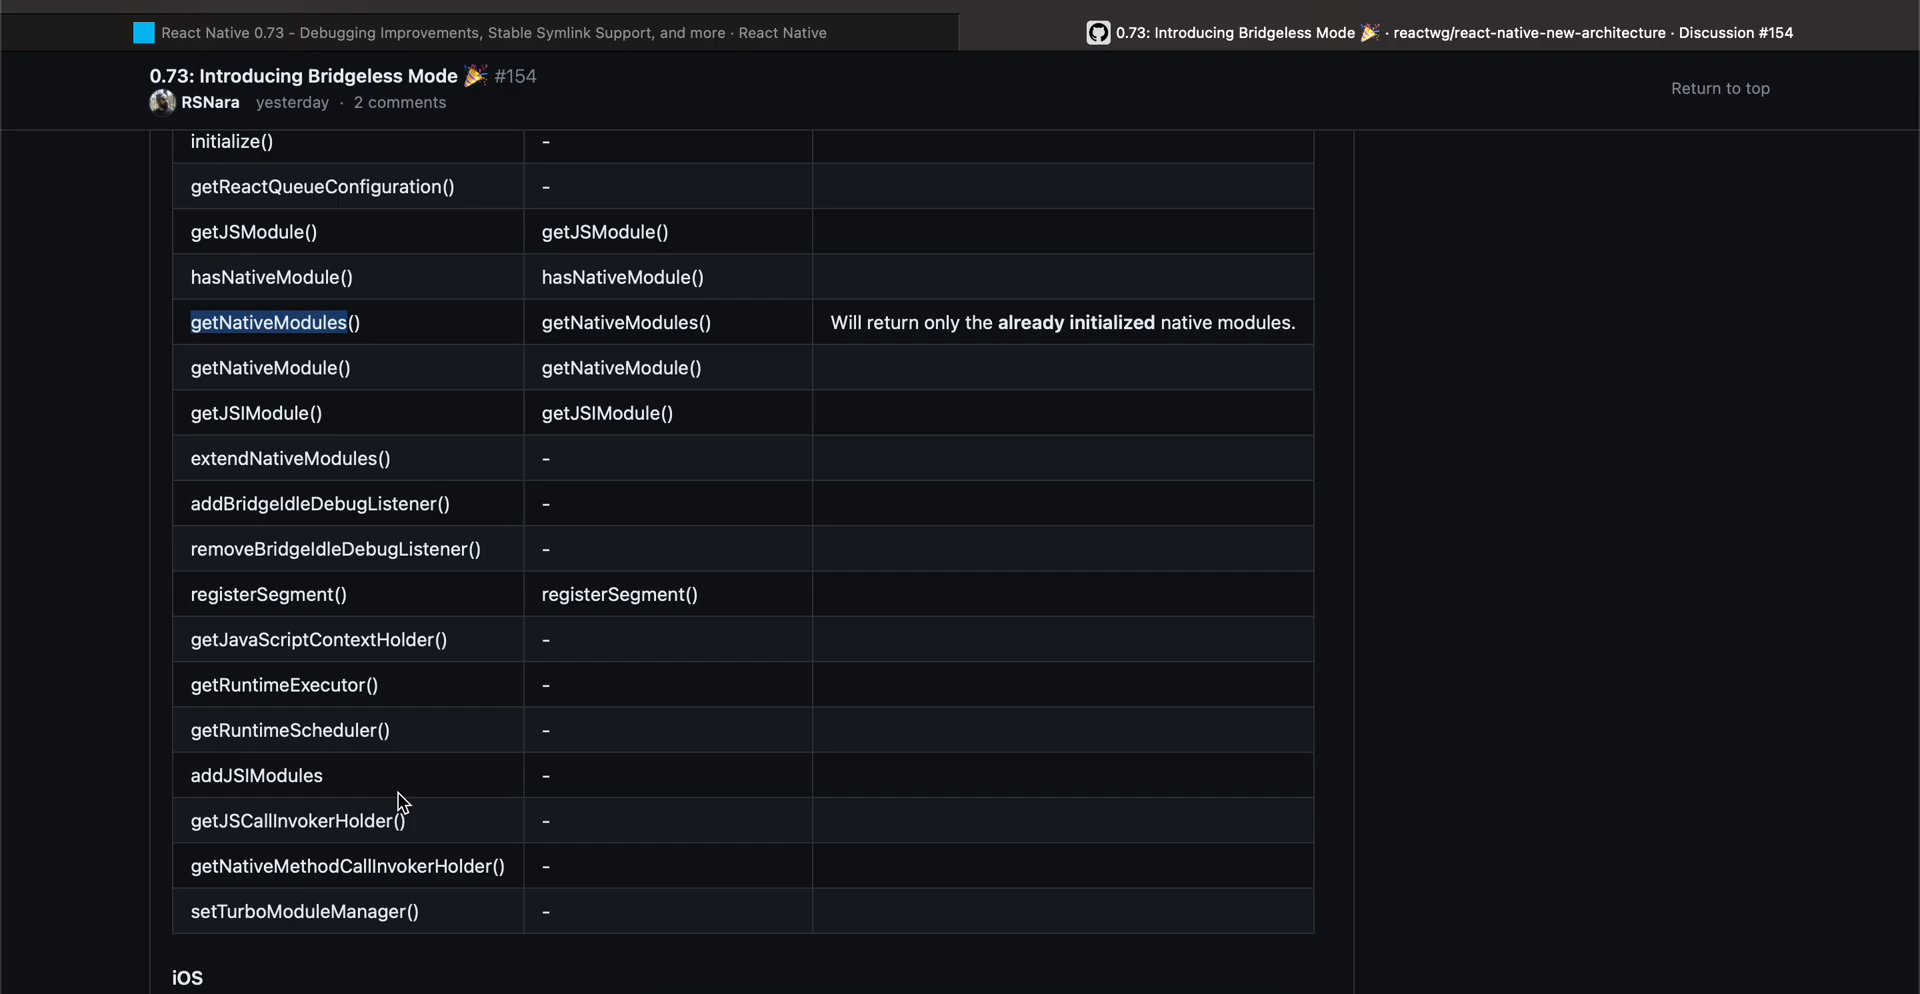 React Native 0.73 - Debugging Improvements, Stable Symlink Support, and more · React Native
0.73: Introducing Bridgeless Mode 🎉 · reactwg/react-native-new-architecture · Discussion #154
0.73: Introducing Bridgeless Mode 🎉 #154
RSNara yesterday · 2 comments
Return to top
initialize() -
getReactQueueConfiguration() -
getJSModule() getJSModule()
hasNativeModule() hasNativeModule()
getNativeModules() getNativeModules() Will return only the already initialized native modules.
getNativeModule() getNativeModule()
getJSIModule() getJSIModule()
extendNativeModules() -
addBridgeIdleDebugListener() -
removeBridgeIdleDebugListener() -
registerSegment() registerSegment()
getJavaScriptContextHolder() -
getRuntimeExecutor() -
getRuntimeScheduler() -
addJSIModules -
getJSCallInvokerHolder() -
getNativeMethodCallInvokerHolder() -
setTurboModuleManager() -
iOS